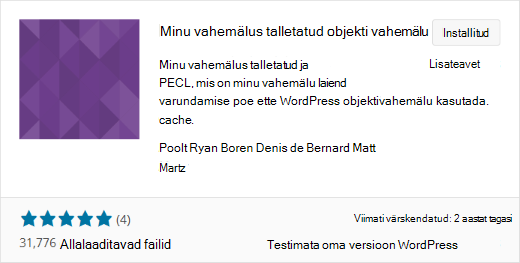 Minu vahemälus talletatud objekti vahemälu
Installitud
Minu vahemälus talletatud ja
Lisateavet
PECL, mis on minu vahemälu laiend
varundamise poe ette WordPress objektivahemälu kasutada.
cache.
Poolt Ryan Boren Denis de Bernard Matt
Martz
(4)
Viimati värskendatud: 2 aastat tagasi
31,776 Allalaaditavad failid
Testimata oma versioon WordPress